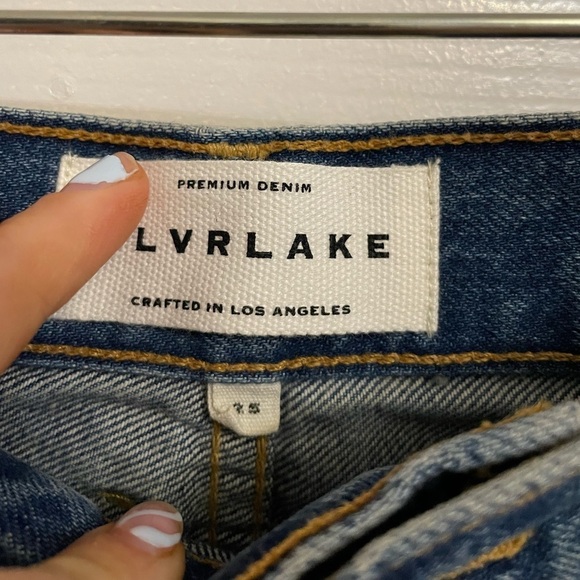 PREMIUM DENIM
LVRLAKE
CRAFTED IN LOS ANGELES